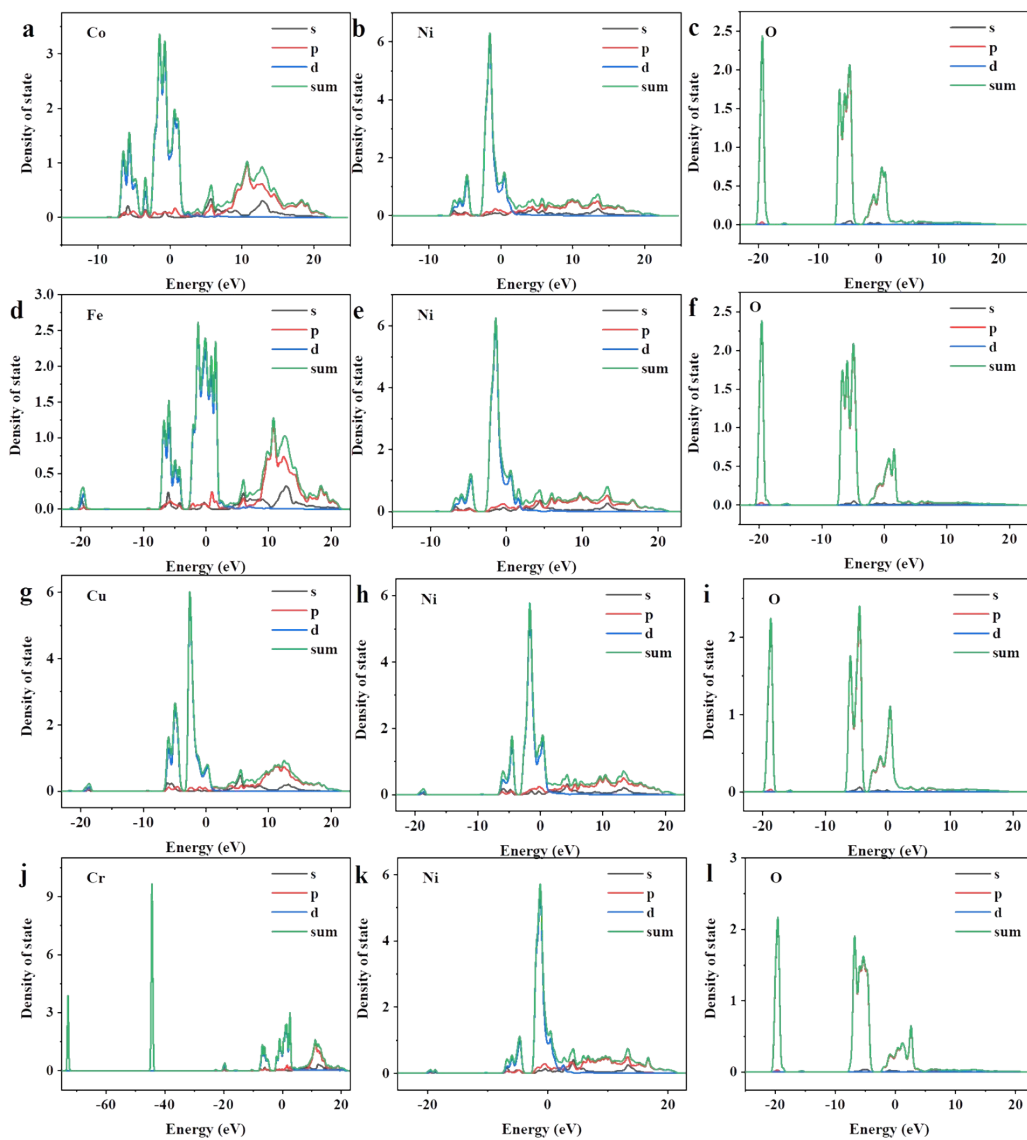 a Co s p d sum
3
2
1
0
-10 0 10 20
Energy (eV)
Density of state
b Ni s p d sum
6
4
2
0
-10 0 10 20
Energy (eV)
Density of state
c O s p d sum
2.5
2.0
1.5
1.0
0.5
0.0
-20 -10 0 10 20
Energy (eV)
Density of state
d Fe s p d sum
3.0
2.5
2.0
1.5
1.0
0.5
0.0
-20 -10 0 10 20
Energy (eV)
Density of state
e Ni s p d sum
6
4
2
0
-20 -10 0 10 20
Energy (eV)
Density of state
f O s p d sum
2.5
2.0
1.5
1.0
0.5
0.0
-20 -10 0 10 20
Energy (eV)
Density of state
g Cu s p d sum
6
4
2
0
-20 -10 0 10 20
Energy (eV)
Density of state
h Ni s p d sum
6
4
2
0
-20 -10 0 10 20
Energy (eV)
Density of state
i O s p d sum
2
1
0
-20 -10 0 10 20
Energy (eV)
Density of state
j Cr s p d sum
9
6
3
0
-60 -40 -20 0 20
Energy (eV)
Density of state
k Ni s p d sum
6
4
2
0
-20 -10 0 10 20
Energy (eV)
Density of state
l O s p d sum
3
2
1
0
-20 -10 0 10 20
Energy (eV)
Density of state